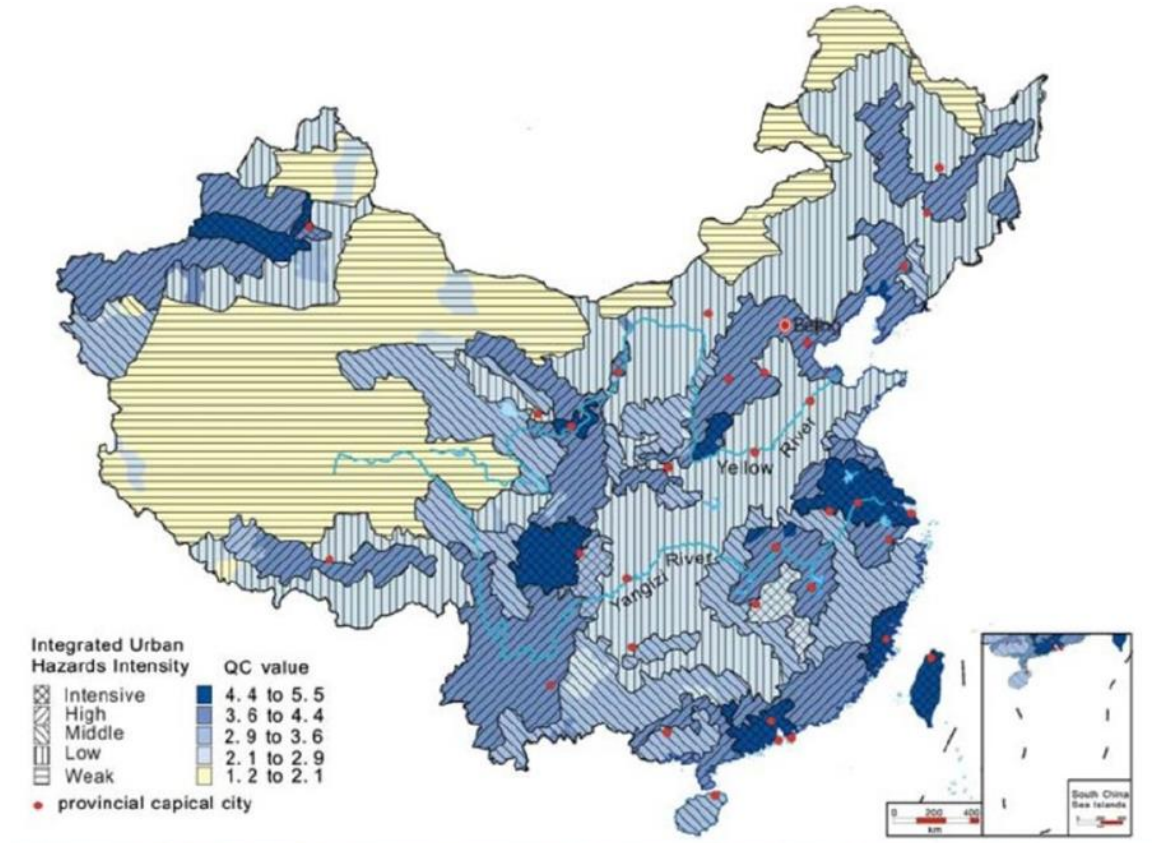 Beijing
Yellow
River
River
Yangizi
Integrated Urban
Hazards Intensity
QC value
Intensive
4.4 to 5.5
High
3.6 to 4.4
Middle
2.9 to 3.6
Low
2.1 to 2.9
Weak
1.2 to 2.1
provincial capical city
0 200 400
km
South China
Sea Islands